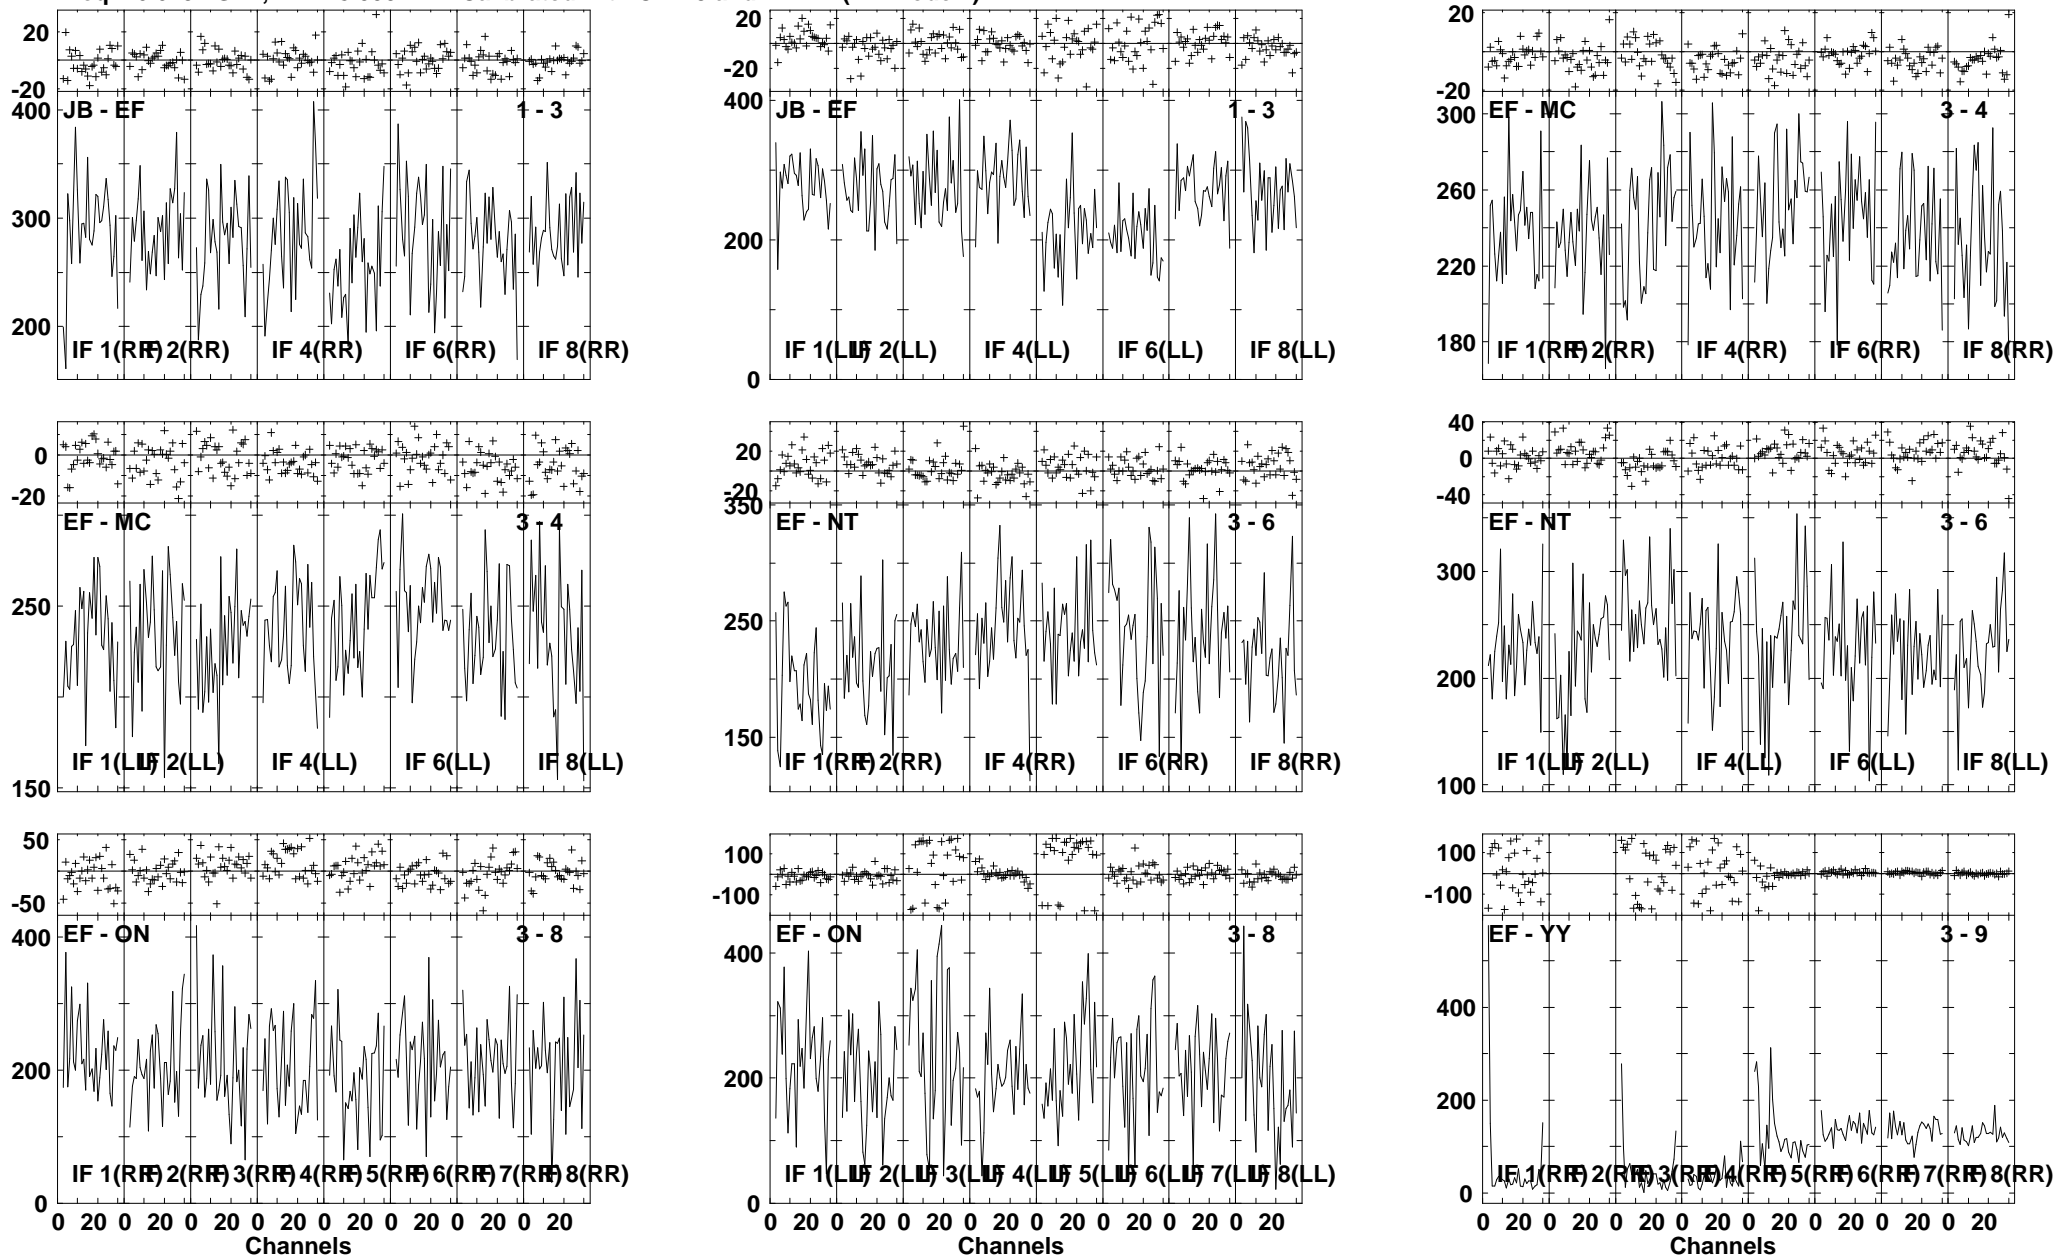 20
-20
JB - EF 1 - 3
400
300
200
IF 1(RR) IF 2(RR) IF 4(RR) IF 6(RR) IF 8(RR)
20
-20
JB - EF 1 - 3
400
200
0
IF 1(LL) IF 2(LL) IF 4(LL) IF 6(LL) IF 8(LL)
20
-20
EF - MC 3 - 4
300
260
220
180
IF 1(RR) IF 2(RR) IF 4(RR) IF 6(RR) IF 8(RR)
0
-20
EF - MC 3 - 4
250
150
IF 1(LL) IF 2(LL) IF 4(LL) IF 6(LL) IF 8(LL)
20
-20
350
EF - NT 3 - 6
250
150
IF 1(RR) IF 2(RR) IF 4(RR) IF 6(RR) IF 8(RR)
40
0
-40
EF - NT 3 - 6
300
200
100
IF 1(LL) IF 2(LL) IF 4(LL) IF 6(LL) IF 8(LL)
50
0
-50
EF - ON 3 - 8
400
200
0
IF 1(RR) IF 2(RR) IF 3(RR) IF 4(RR) IF 5(RR) IF 6(RR) IF 7(RR) IF 8(RR)
0 20 0 20 0 20 0 20 0 20 0 20 0 20 0 20
Channels
100
-100
EF - ON 3 - 8
400
200
0
IF 1(LL) IF 2(LL) IF 3(LL) IF 4(LL) IF 5(LL) IF 6(LL) IF 7(LL) IF 8(LL)
0 20 0 20 0 20 0 20 0 20 0 20 0 20 0 20
Channels
100
-100
EF - YY 3 - 9
400
200
0
IF 1(RR) IF 2(RR) IF 3(RR) IF 4(RR) IF 5(RR) IF 6(RR) IF 7(RR) IF 8(RR)
0 20 0 20 0 20 0 20 0 20 0 20 0 20 0 20
Channels